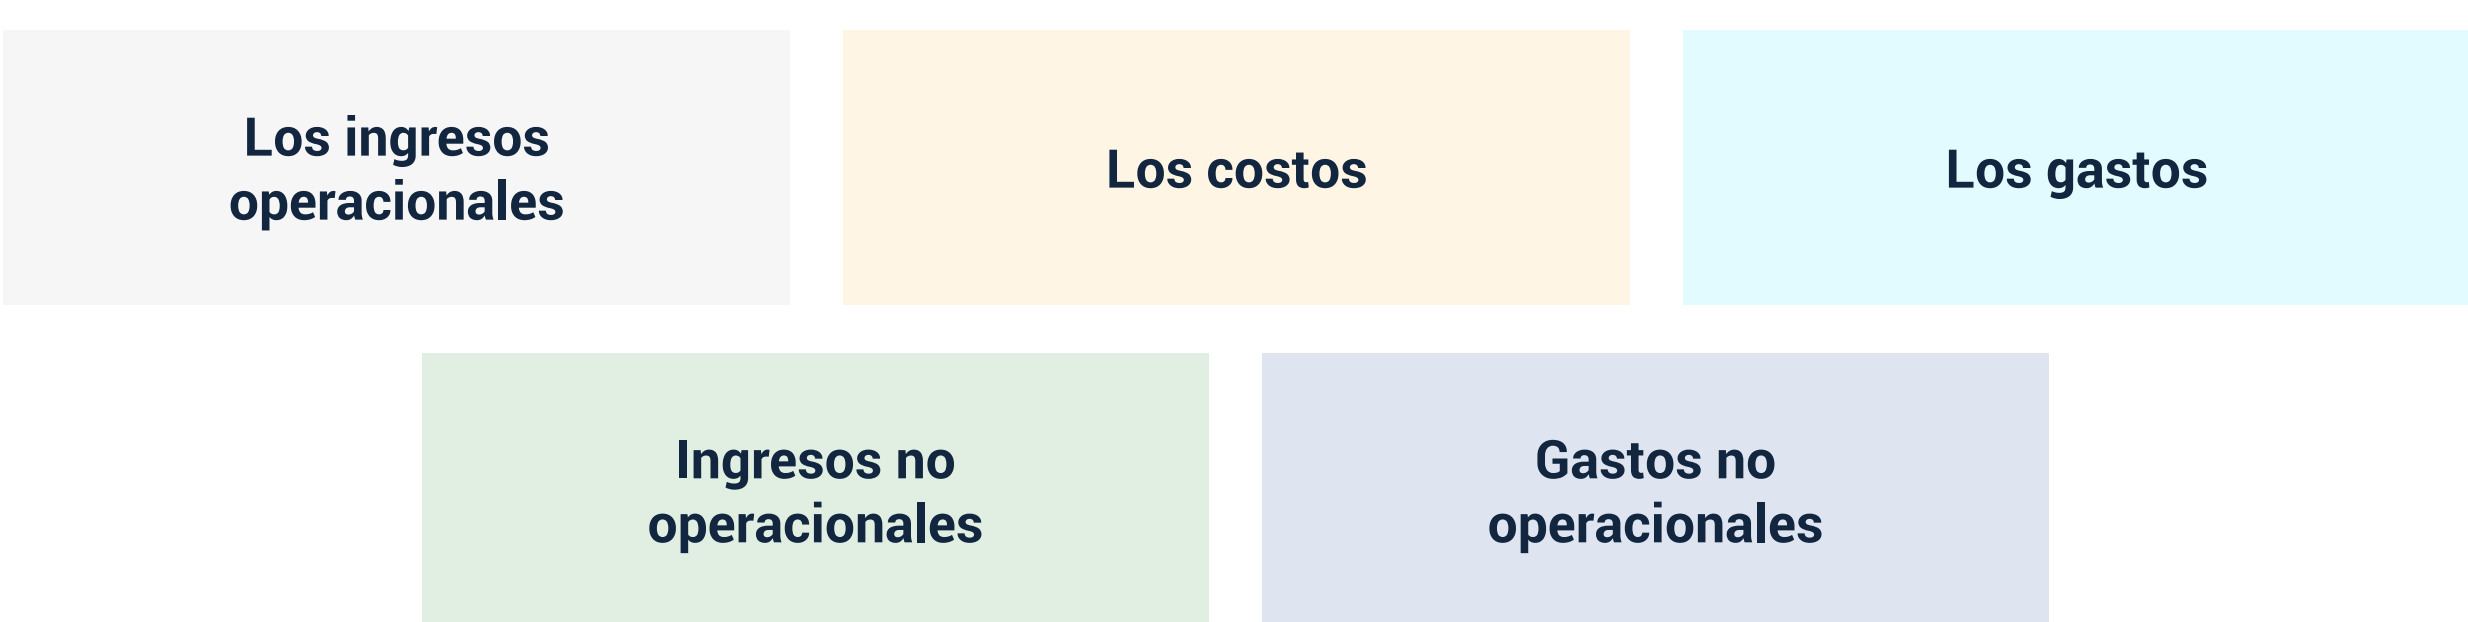 Los ingresos
operacionales
Los costos
Los gastos
Ingresos no
operacionales
Gastos no
operacionales